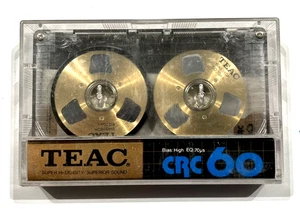 TEAC
TEAC
Bias High EQ 70μs
TEAC
CRC 60
SUPER HI-DENSITY SUPERIOR SOUND